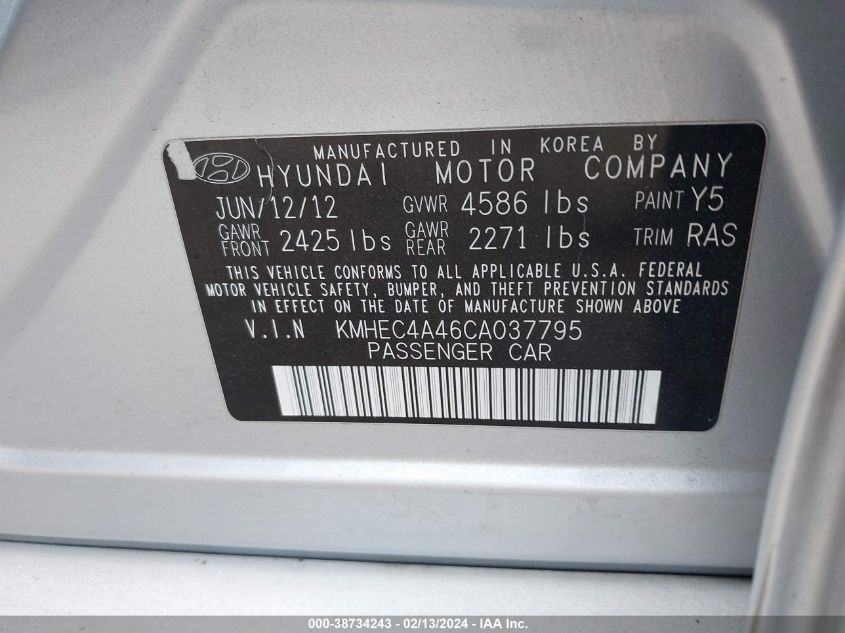 MANUFACTURED IN KOREA BY
HYUNDAI MOTOR COMPANY
JUN/12/12 GVWR 4586 lbs PAINT Y5
GAWR FRONT 2425 lbs GAWR REAR 2271 lbs TRIM RAS
THIS VEHICLE CONFORMS TO ALL APPLICABLE U.S.A. FEDERAL
MOTOR VEHICLE SAFETY, BUMPER, AND THEFT PREVENTION STANDARDS
IN EFFECT ON THE DATE OF MANUFACTURE SHOWN ABOVE
V.I.N KMHEC4A46CA037795
PASSENGER CAR
000-38734243 - 02/13/2024 - IAA Inc.